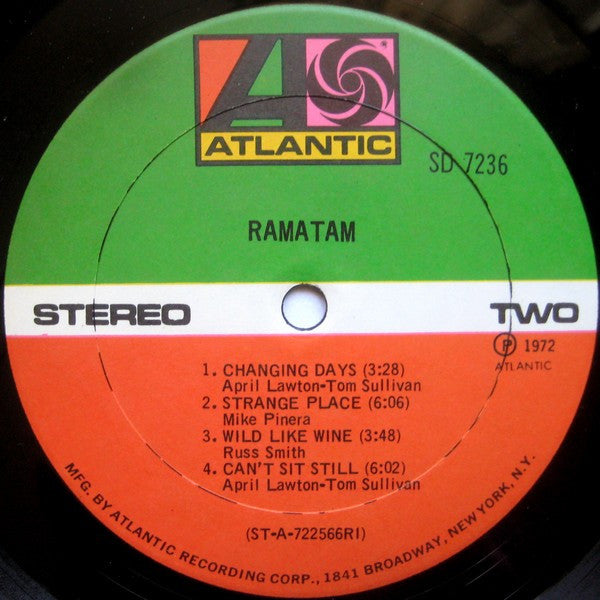 ATLANTIC
SD 7236
RAMATAM
STEREO
TWO
Ⓟ 1972
ATLANTIC
1. CHANGING DAYS (3:28)
April Lawton-Tom Sullivan
2. STRANGE PLACE (6:06)
Mike Pinera
3. WILD LIKE WINE (3:48)
Russ Smith
4. CAN'T SIT STILL (6:02)
April Lawton-Tom Sullivan
(ST-A-722566RI)
MFG. BY ATLANTIC RECORDING CORP., 1841 BROADWAY, NEW YORK, N.Y.